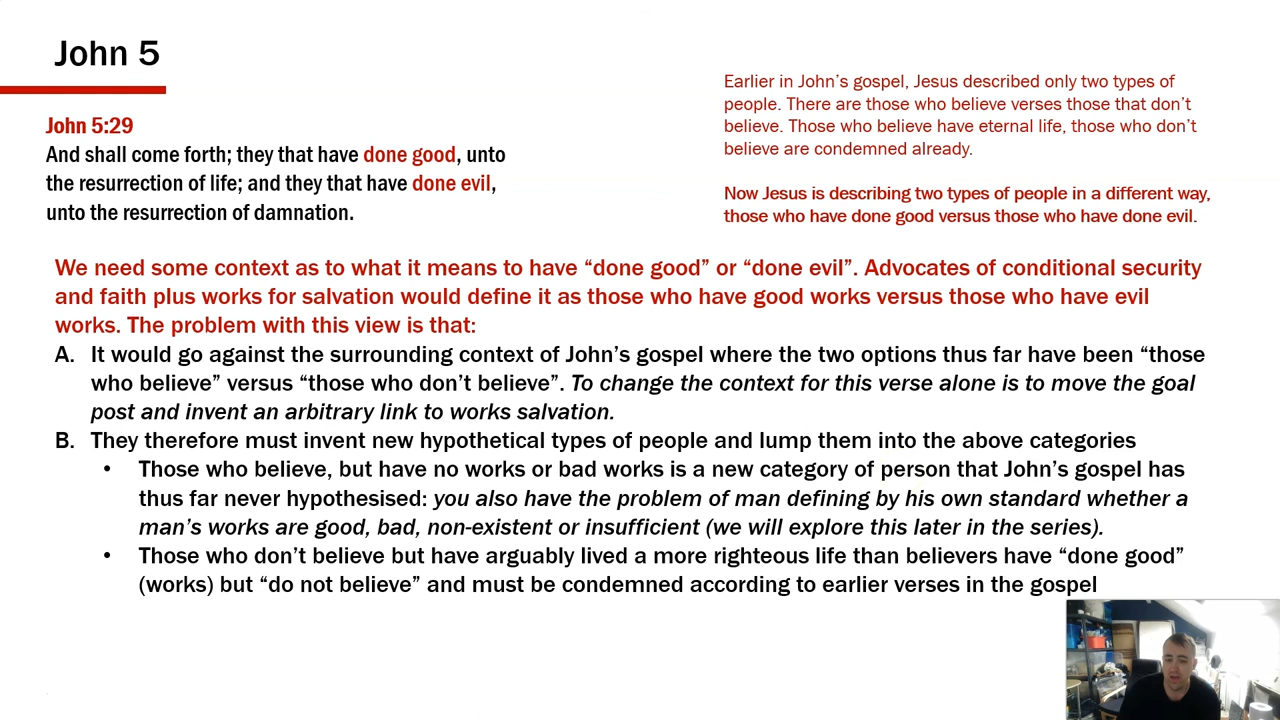 John 5
John 5:29
And shall come forth; they that have done good, unto
the resurrection of life; and they that have done evil,
unto the resurrection of damnation.
Earlier in John’s gospel, Jesus described only two types of
people. There are those who believe verses those that don’t
believe. Those who believe have eternal life, those who don’t
believe are condemned already.
Now Jesus is describing two types of people in a different way,
those who have done good versus those who have done evil.
We need some context as to what it means to have “done good” or “done evil”. Advocates of conditional security
and faith plus works for salvation would define it as those who have good works versus those who have evil
works. The problem with this view is that:
A. It would go against the surrounding context of John’s gospel where the two options thus far have been “those
who believe” versus “those who don’t believe”. To change the context for this verse alone is to move the goal
post and invent an arbitrary link to works salvation.
B. They therefore must invent new hypothetical types of people and lump them into the above categories
• Those who believe, but have no works or bad works is a new category of person that John’s gospel has
thus far never hypothesised: you also have the problem of man defining by his own standard whether a
man’s works are good, bad, non-existent or insufficient (we will explore this later in the series).
• Those who don’t believe but have arguably lived a more righteous life than believers have “done good”
(works) but “do not believe” and must be condemned according to earlier verses in the gospel